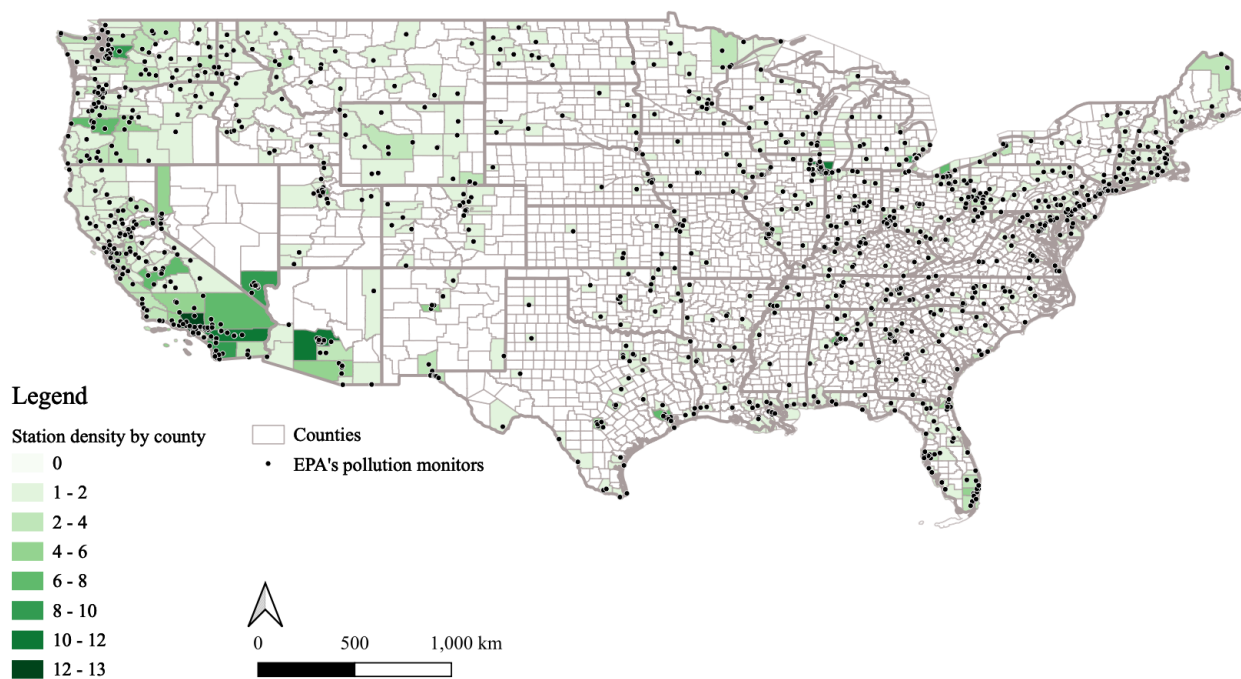 Legend
Station density by county
0
1 - 2
2 - 4
4 - 6
6 - 8
8 - 10
10 - 12
12 - 13
Counties
EPA's pollution monitors
0 500 1,000 km